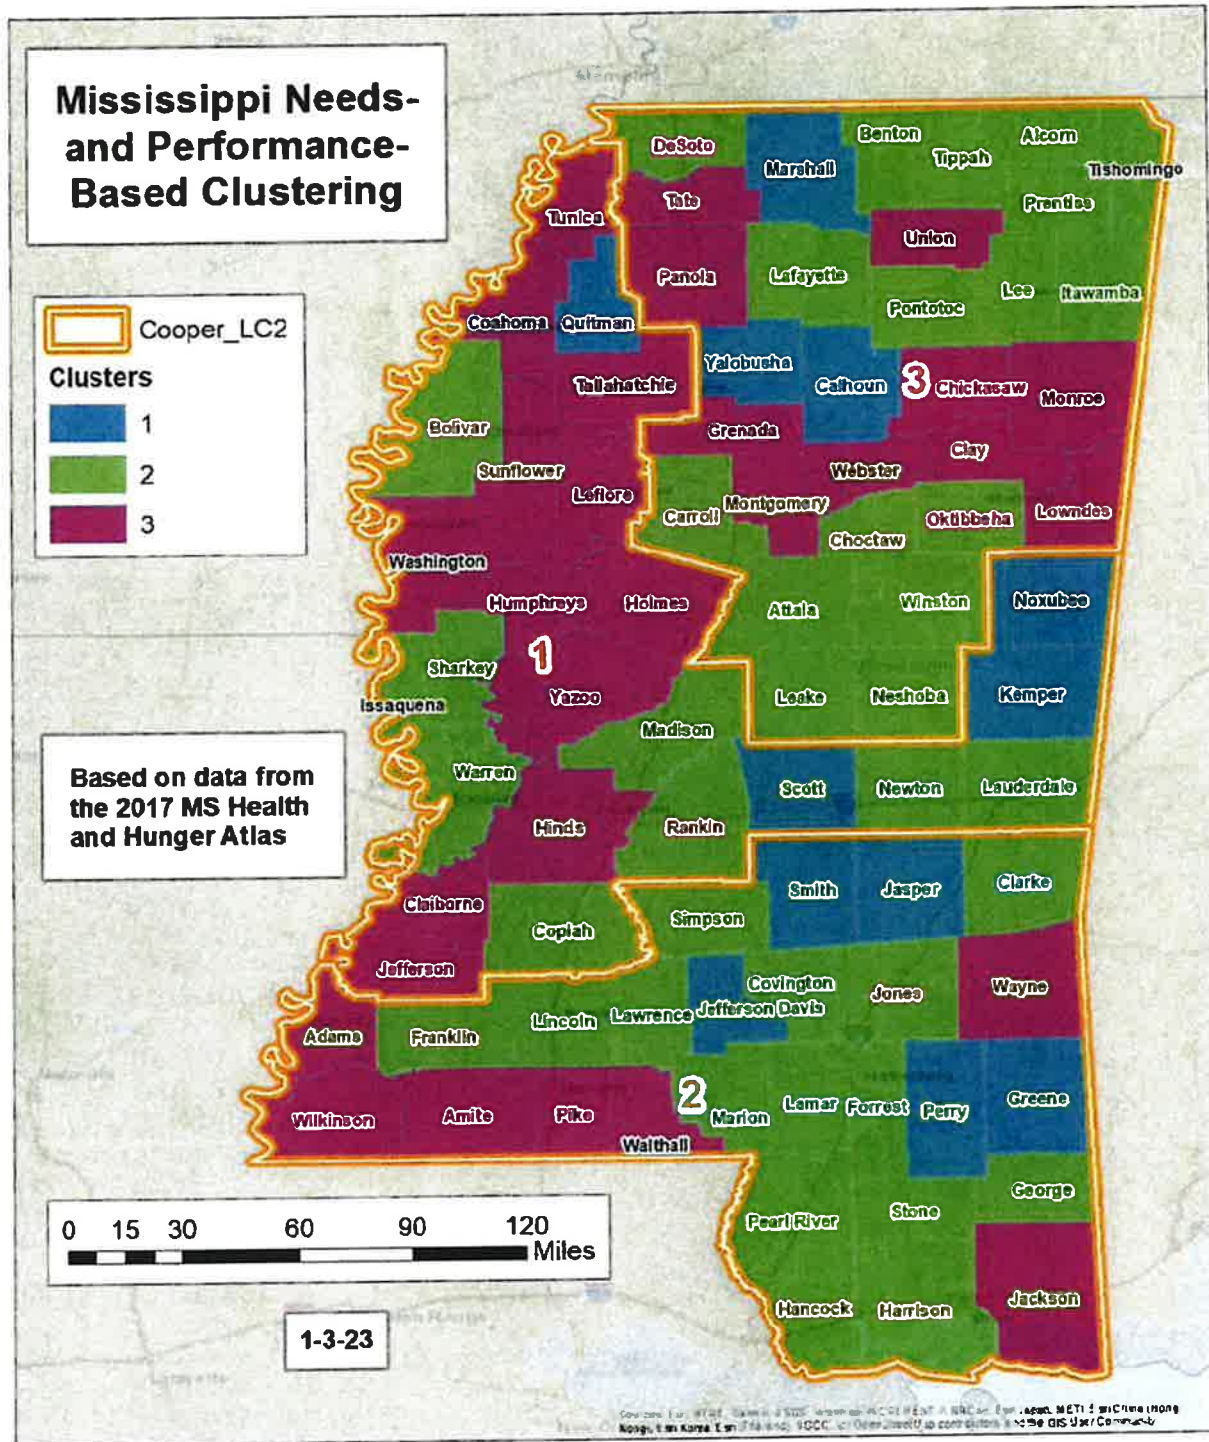 Mississippi Needs-
and Performance-
Based Clustering
Cooper_LC2
Clusters
1
2
3
Based on data from
the 2017 MS Health
and Hunger Atlas
0 15 30 60 90 120
Miles
1-3-23
DeSoto
Marshall
Benton
Tippah
Alcorn
Tishomingo
Prentiss
Tate
Tunica
Union
Panola
Lafayette
Pontotoc
Lee
Itawamba
Coahoma
Quitman
Yalobusha
Calhoun
3
Chickasaw
Monroe
Tallahatchie
Bolivar
Grenada
Clay
Sunflower
Webster
Leflore
Carroll
Montgomery
Choctaw
Oktibbeha
Lowndes
Washington
Humphreys
Holmes
Attala
Winston
Noxubee
1
Sharkey
Yazoo
Leake
Neshoba
Kemper
Issaquena
Madison
Warren
Scott
Newton
Lauderdale
Hinds
Rankin
Claiborne
Copiah
Simpson
Smith
Jasper
Clarke
Jefferson
Covington
Jones
Wayne
Adams
Franklin
Lincoln
Lawrence
Jefferson Davis
2
Wilkinson
Amite
Pike
Walthall
Marion
Lamar
Forrest
Perry
Greene
Pearl River
Stone
George
Hancock
Harrison
Jackson